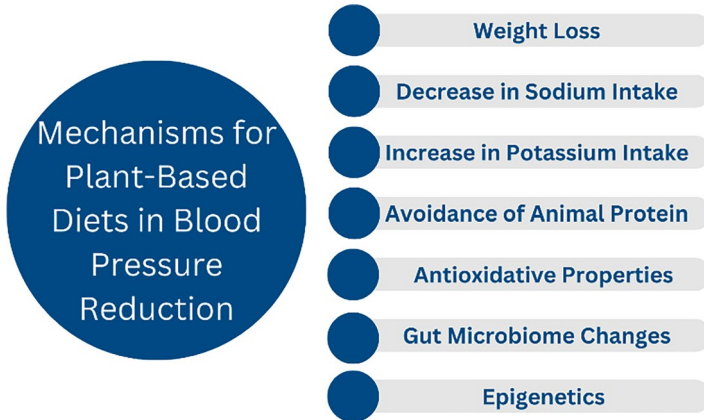 Mechanisms for
Plant-Based
Diets in Blood
Pressure
Reduction
Weight Loss
Decrease in Sodium Intake
Increase in Potassium Intake
Avoidance of Animal Protein
Antioxidative Properties
Gut Microbiome Changes
Epigenetics